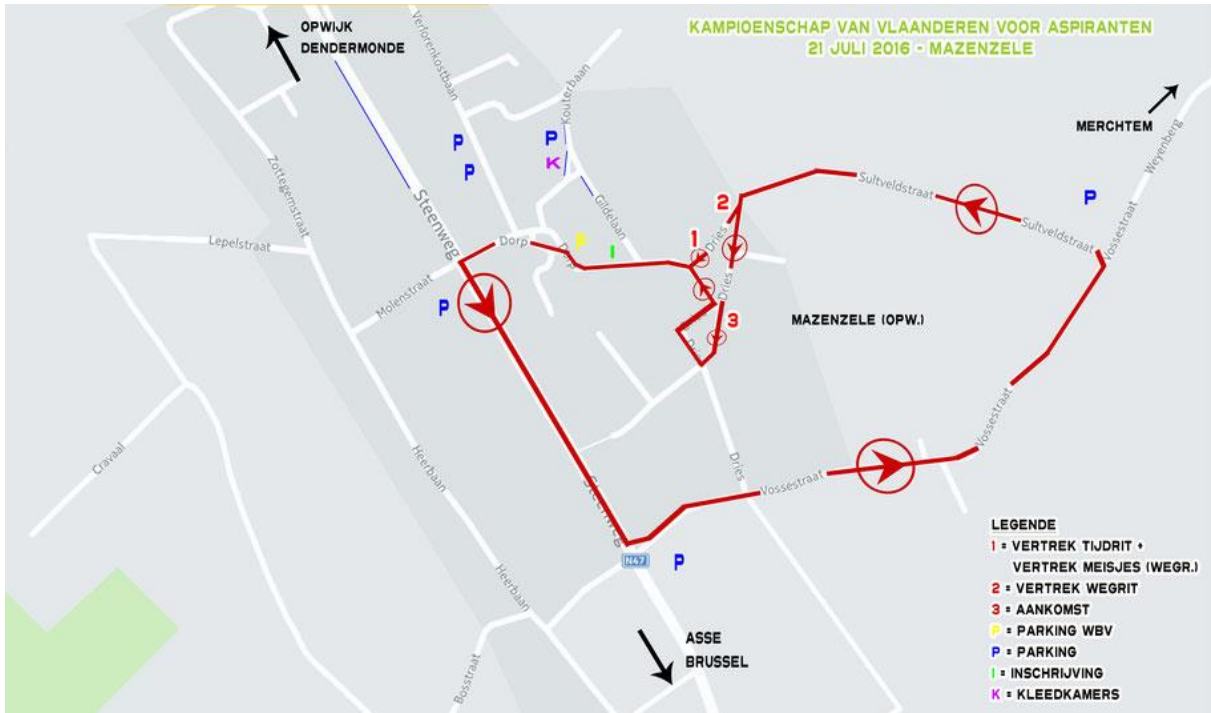 KAMPIOENSCHAP VAN VLAANDEREN VOOR ASPIRANTEN
21 JULI 2016 - MAZENZELE
OPWIJK
DENDERMONDE
Verlorenkostbaan
Kouterbaan
MERCHTEM
Weyenberg
P
P
P
K
P
Zottegemstraat
Steenweg
Gildelaan
Sultveldstraat
2
Sultveldstraat
Vossestraat
Lepelstraat
Dorp
P
Dorp
I
1
Dries
Molenstraat
P
Dries
3
Dries
Dries
MAZENZELE (OPW.)
Vossestraat
Cravaal
Heerbaan
Dries
Vossestraat
Steenweg
N47
P
Heerbaan
Bosstraat
ASSE
BRUSSEL
LEGENDE
1 = VERTREK TIJDRIT +
VERTREK MEISJES (WEGR.)
2 = VERTREK WEGRIT
3 = AANKOMST
P = PARKING WBV
P = PARKING
I = INSCHRIJVING
K = KLEEDKAMERS